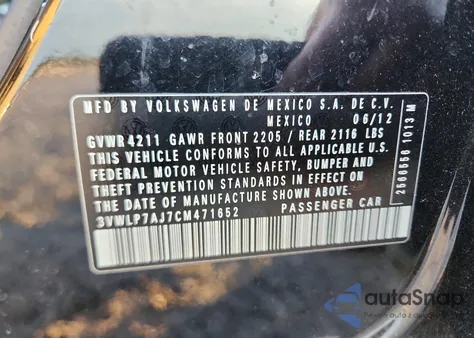 MFD BY VOLKSWAGEN DE MEXICO S.A. DE C.V.
MEXICO 06/12
GVWR 4211 GAWR FRONT 2205 / REAR 2116 LBS
THIS VEHICLE CONFORMS TO ALL APPLICABLE U.S.
FEDERAL MOTOR VEHICLE SAFETY, BUMPER AND
THEFT PREVENTION STANDARDS IN EFFECT ON
THE DATE OF MANUFACTURE SHOWN ABOVE
3VWLP7AJ7CM471652 PASSENGER CAR
1013 M
autaSnap